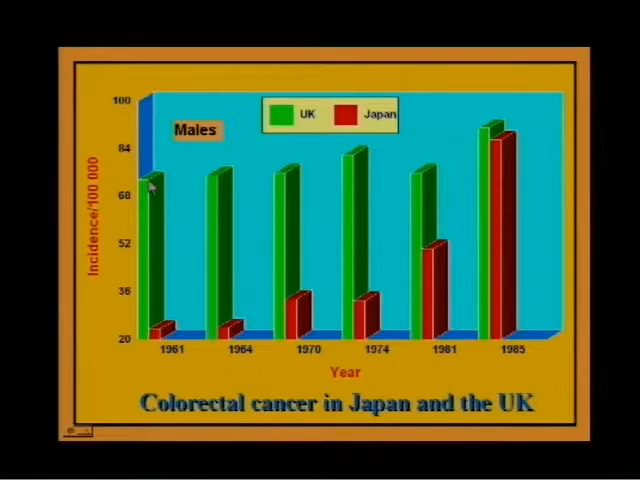 UK
Japan
Males
100
84
68
52
36
20
Incidence/100 000
1961
1964
1970
1974
1981
1985
Year
Colorectal cancer in Japan and the UK